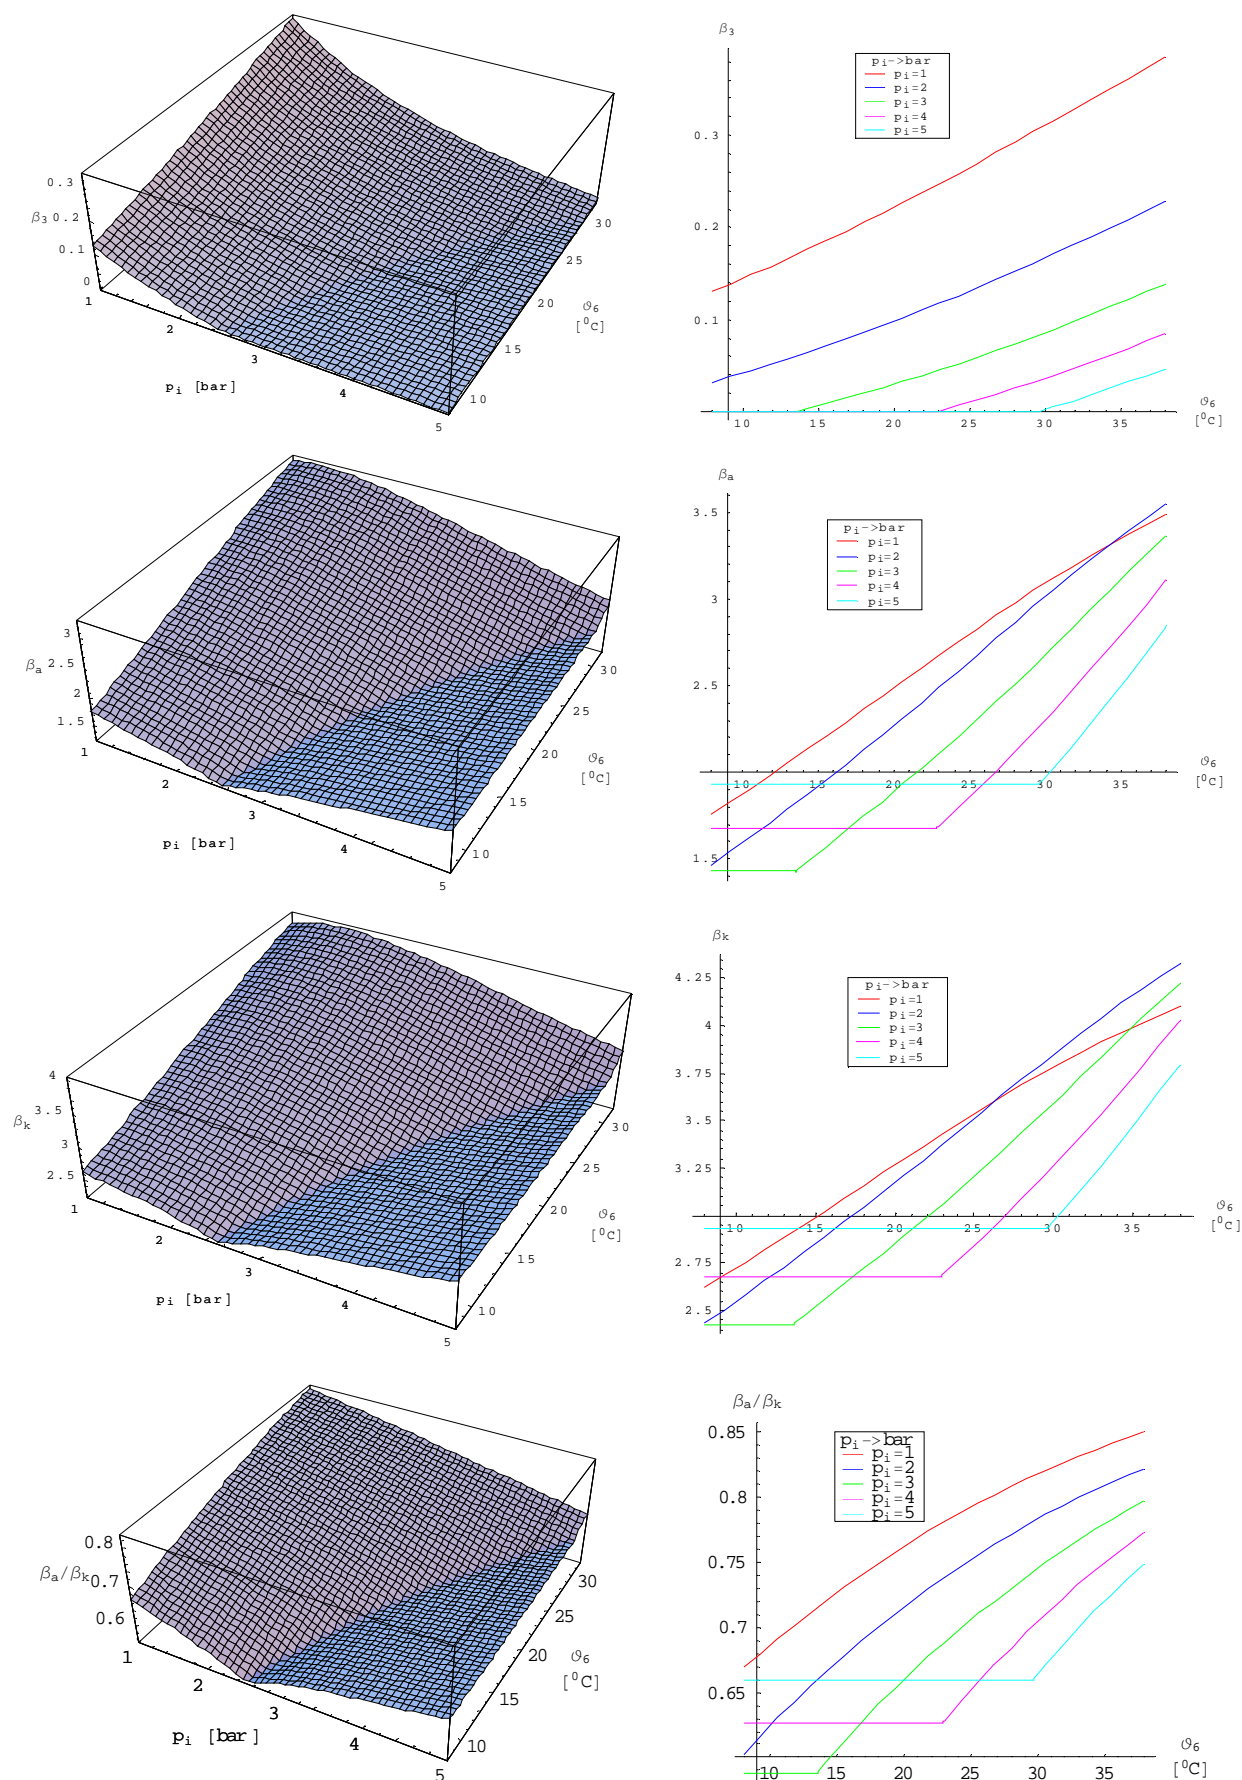 β3
pi->bar
pi=1
pi=2
pi=3
pi=4
pi=5
0.3
0.2
0.1
10 15 20 25 30 35
ϑ6
[0C]
0.3
β3 0.2
0.1
0
1 2 3 4 5
pi [bar]
10 15 20 25 30
ϑ6
[0C]
βa
pi->bar
pi=1
pi=2
pi=3
pi=4
pi=5
3.5
3
2.5
1.5
10 15 20 25 30 35
ϑ6
[0C]
3
βa 2.5
2
1.5
1 2 3 4 5
pi [bar]
10 15 20 25 30
ϑ6
[0C]
βk
pi->bar
pi=1
pi=2
pi=3
pi=4
pi=5
4.25
4
3.75
3.5
3.25
2.75
2.5
10 15 20 25 30 35
ϑ6
[0C]
4
3.5
βk
3
2.5
1 2 3 4 5
pi [bar]
10 15 20 25 30
ϑ6
[0C]
βa/βk
pi->bar
pi=1
pi=2
pi=3
pi=4
pi=5
0.85
0.8
0.75
0.7
0.65
10 15 20 25 30 35
ϑ6
[0C]
0.8
βa/βk 0.7
0.6
1 2 3 4 5
pi [bar]
10 15 20 25 30
ϑ6
[0C]